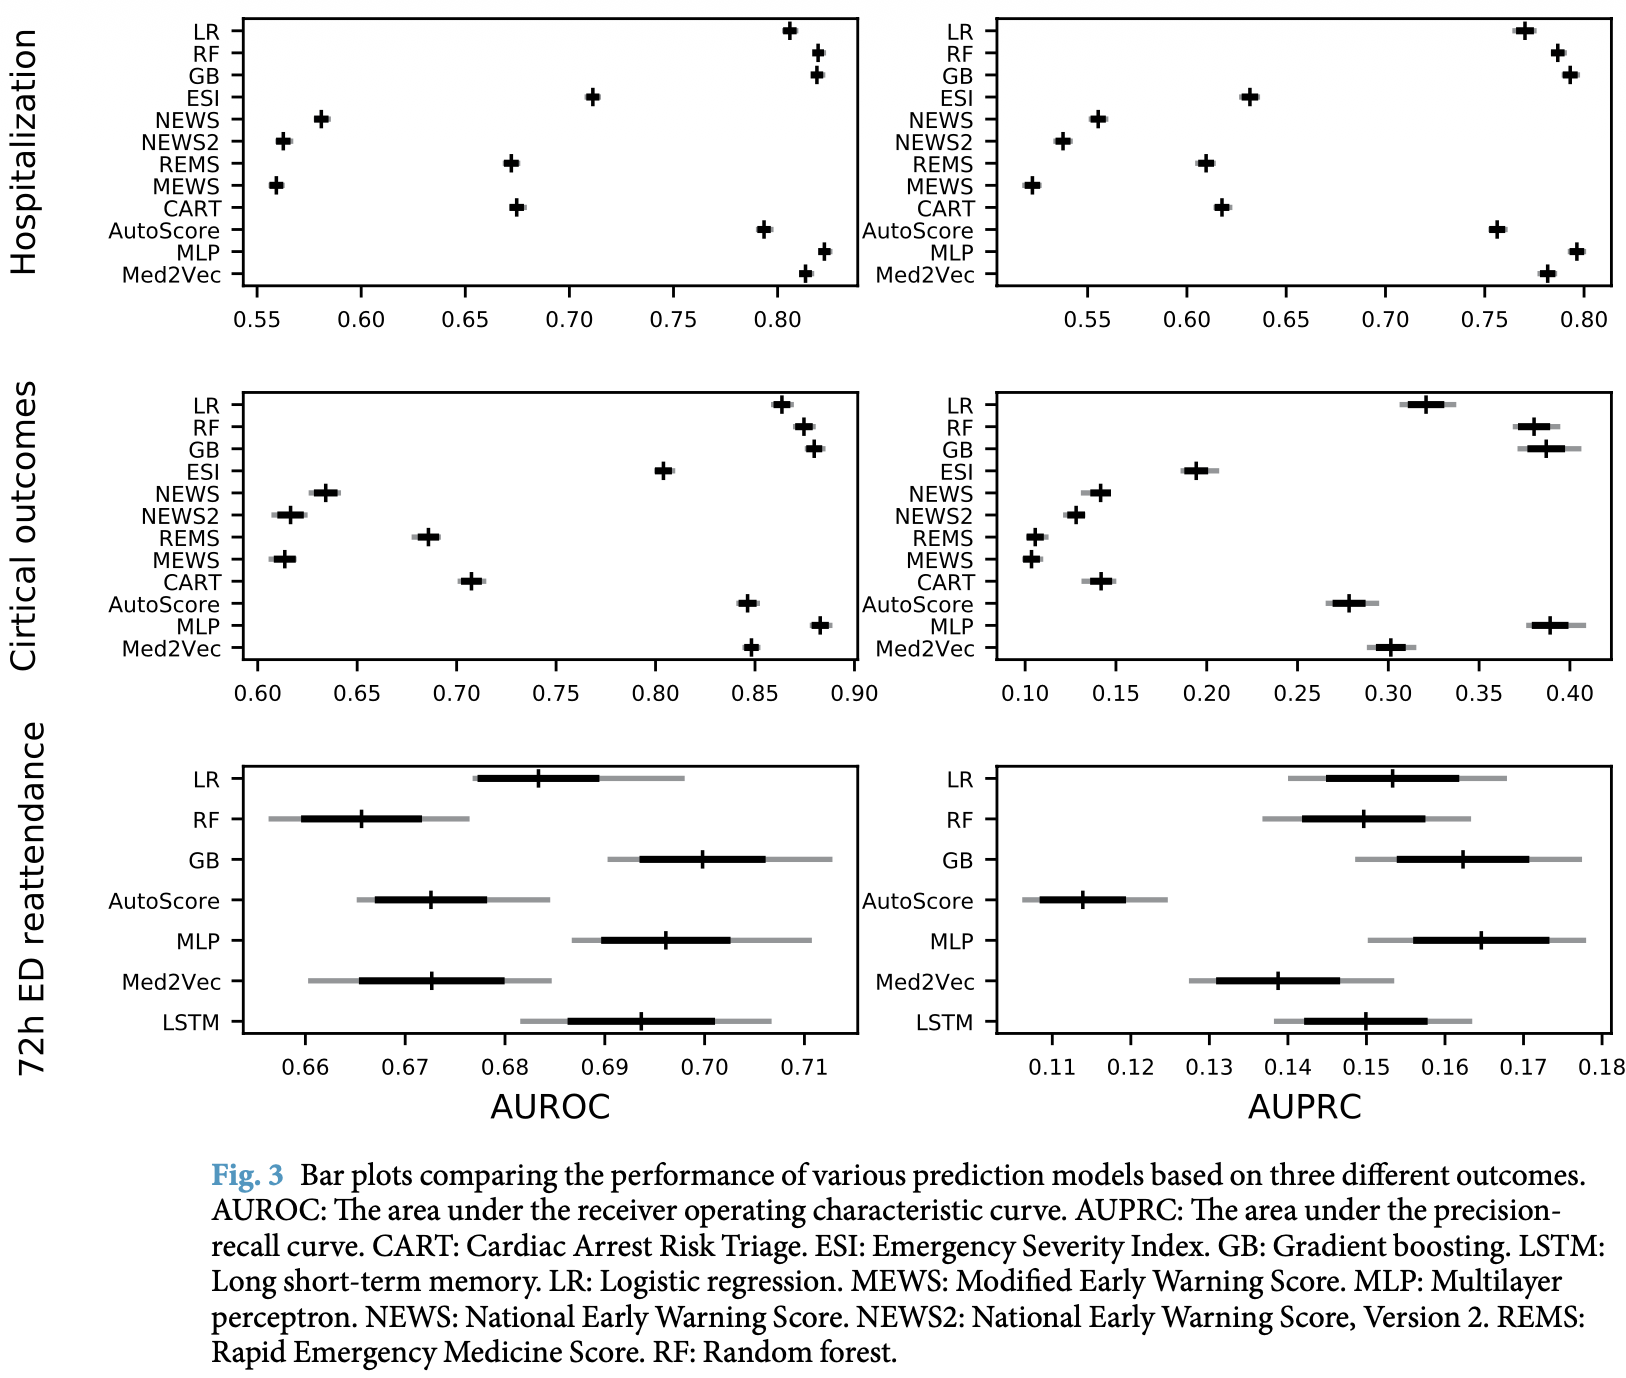 Hospitalization
LR
RF
GB
ESI
NEWS
NEWS2
REMS
MEWS
CART
AutoScore
MLP
Med2Vec
0.55 0.60 0.65 0.70 0.75 0.80
LR
RF
GB
ESI
NEWS
NEWS2
REMS
MEWS
CART
AutoScore
MLP
Med2Vec
0.55 0.60 0.65 0.70 0.75 0.80
Cirtical outcomes
LR
RF
GB
ESI
NEWS
NEWS2
REMS
MEWS
CART
AutoScore
MLP
Med2Vec
0.60 0.65 0.70 0.75 0.80 0.85 0.90
LR
RF
GB
ESI
NEWS
NEWS2
REMS
MEWS
CART
AutoScore
MLP
Med2Vec
0.10 0.15 0.20 0.25 0.30 0.35 0.40
72h ED reattendance
LR
RF
GB
AutoScore
MLP
Med2Vec
LSTM
0.66 0.67 0.68 0.69 0.70 0.71
AUROC
LR
RF
GB
AutoScore
MLP
Med2Vec
LSTM
0.11 0.12 0.13 0.14 0.15 0.16 0.17 0.18
AUPRC
Fig. 3 Bar plots comparing the performance of various prediction models based on three different outcomes.
AUROC: The area under the receiver operating characteristic curve. AUPRC: The area under the precision-
recall curve. CART: Cardiac Arrest Risk Triage. ESI: Emergency Severity Index. GB: Gradient boosting. LSTM:
Long short-term memory. LR: Logistic regression. MEWS: Modified Early Warning Score. MLP: Multilayer
perceptron. NEWS: National Early Warning Score. NEWS2: National Early Warning Score, Version 2. REMS:
Rapid Emergency Medicine Score. RF: Random forest.